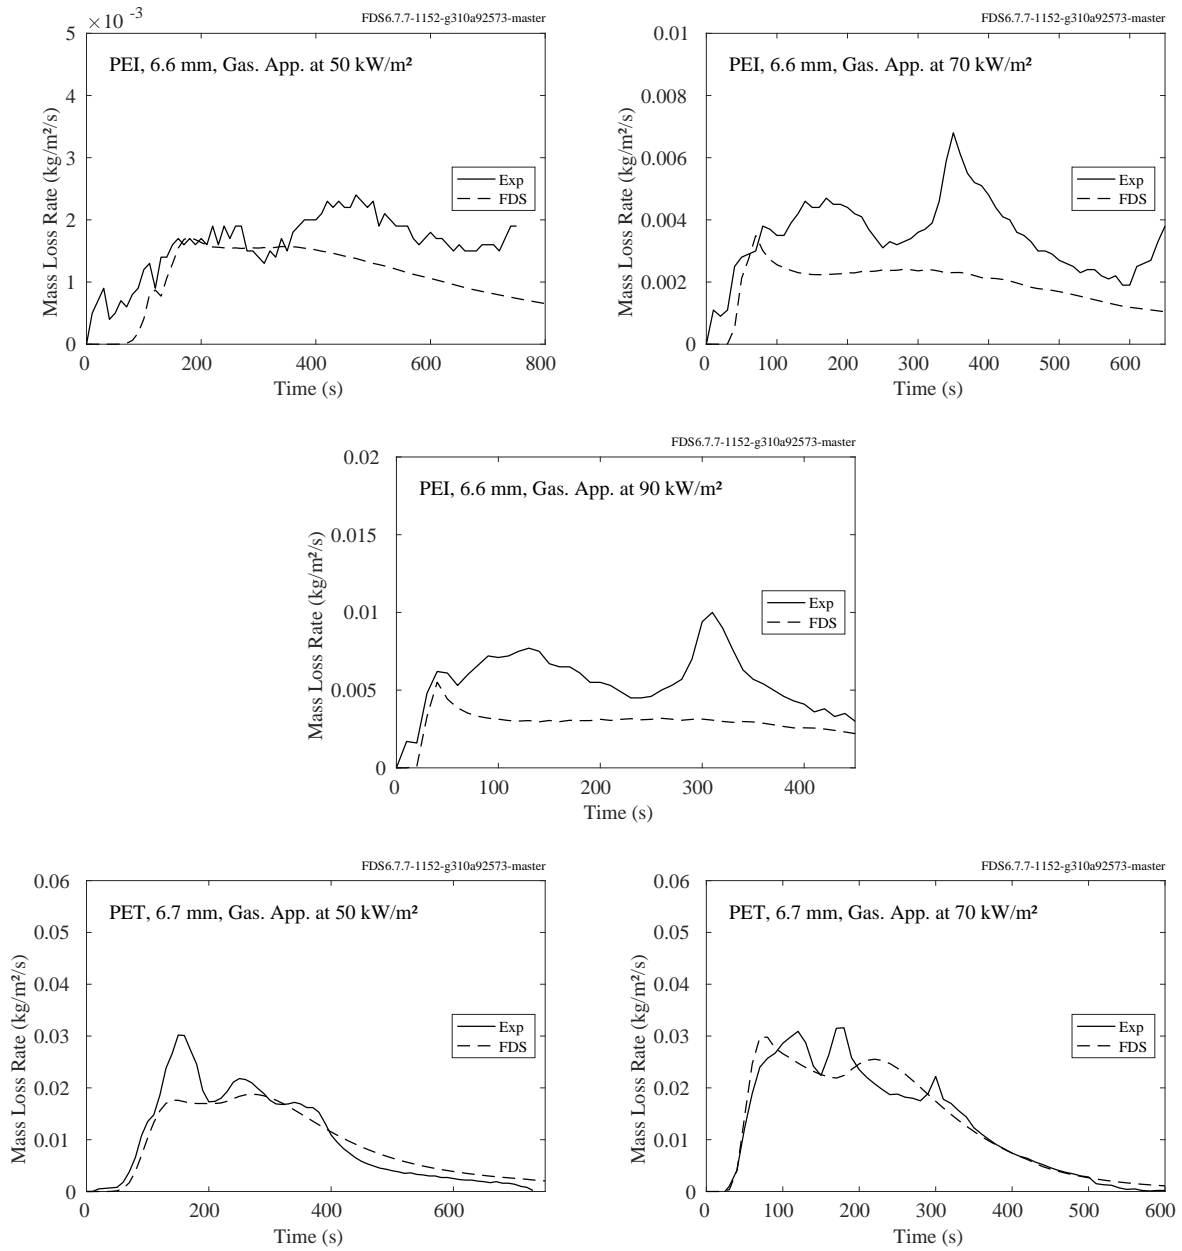 FDS6.7.7-1152-g310a92573-master
×10⁻³
PEI, 6.6 mm, Gas. App. at 50 kW/m²
Mass Loss Rate (kg/m²/s)
5
4
3
2
1
0
Exp
FDS
0 200 400 600 800
Time (s)
FDS6.7.7-1152-g310a92573-master
PEI, 6.6 mm, Gas. App. at 70 kW/m²
Mass Loss Rate (kg/m²/s)
0.01
0.008
0.006
0.004
0.002
0
Exp
FDS
0 100 200 300 400 500 600
Time (s)
FDS6.7.7-1152-g310a92573-master
PEI, 6.6 mm, Gas. App. at 90 kW/m²
Mass Loss Rate (kg/m²/s)
0.02
0.015
0.01
0.005
0
Exp
FDS
0 100 200 300 400
Time (s)
FDS6.7.7-1152-g310a92573-master
PET, 6.7 mm, Gas. App. at 50 kW/m²
Mass Loss Rate (kg/m²/s)
0.06
0.05
0.04
0.03
0.02
0.01
0
Exp
FDS
0 200 400 600
Time (s)
FDS6.7.7-1152-g310a92573-master
PET, 6.7 mm, Gas. App. at 70 kW/m²
Mass Loss Rate (kg/m²/s)
0.06
0.05
0.04
0.03
0.02
0.01
0
Exp
FDS
0 100 200 300 400 500 600
Time (s)